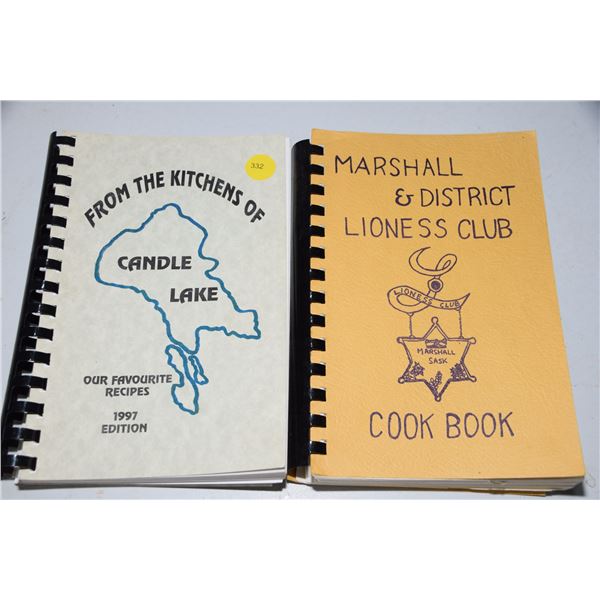 332
FROM THE KITCHENS OF
CANDLE
LAKE
OUR FAVOURITE
RECIPES
1997
EDITION
MARSHALL
& DISTRICT
LIONESS CLUB
LIONESS CLUB
MARSHALL
SASK
COOK BOOK